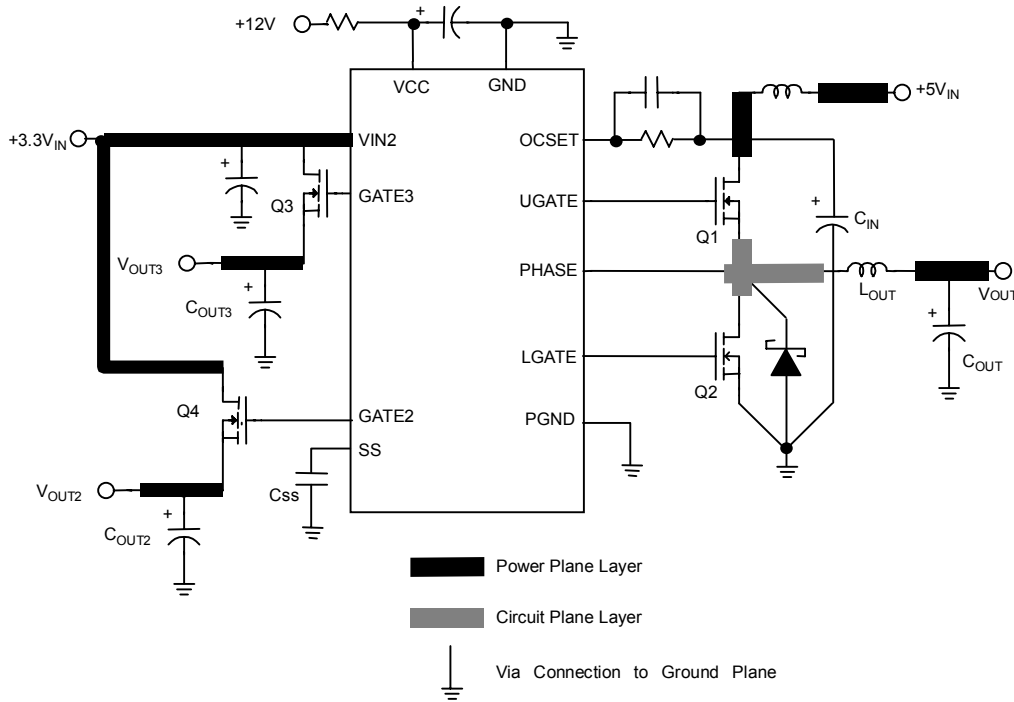 +12V
+
VCC
GND
+5VIN
+3.3VIN
VIN2
OCSET
+
Q3
GATE3
UGATE
Q1
+
CIN
VOUT3
PHASE
+
COUT3
LOUT
VOUT
+
COUT
LGATE
Q2
Q4
GATE2
PGND
SS
VOUT2
+
COUT2
Css
Power Plane Layer
Circuit Plane Layer
Via Connection to Ground Plane